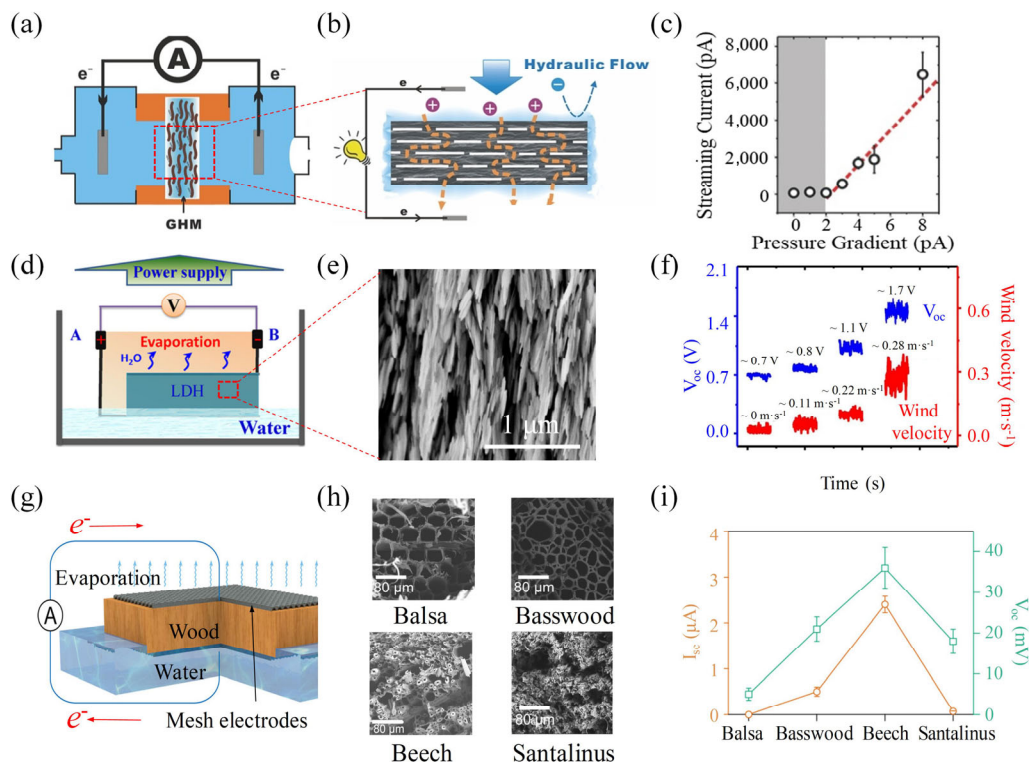 (a)
A
e⁻
e⁻
GHM
(b)
Hydraulic Flow
+
+
+
−
e
e
(c)
Streaming Current (pA)
8,000
6,000
4,000
2,000
0
0
2
4
6
8
Pressure Gradient (pA)
(d)
Power supply
V
A
B
+
−
Evaporation
H₂O
LDH
Water
(e)
1 μm
(f)
Vₒc (V)
2.1
1.4
0.7
0.0
~ 0.7 V
~ 0.8 V
~ 1.1 V
~ 1.7 V
Vₒc
~ 0 m·s⁻¹
~ 0.11 m·s⁻¹
~ 0.22 m·s⁻¹
~ 0.28 m·s⁻¹
Wind
velocity
0.6
0.3
0.0
Wind velocity (m·s⁻¹)
Time (s)
(g)
e⁻
Evaporation
A
Wood
Water
e⁻
Mesh electrodes
(h)
80 μm
80 μm
Balsa
Basswood
80 μm
80 μm
Beech
Santalinus
(i)
Isc (μA)
4
3
2
1
0
40
30
20
10
0
Vₒc (mV)
Balsa
Basswood
Beech
Santalinus